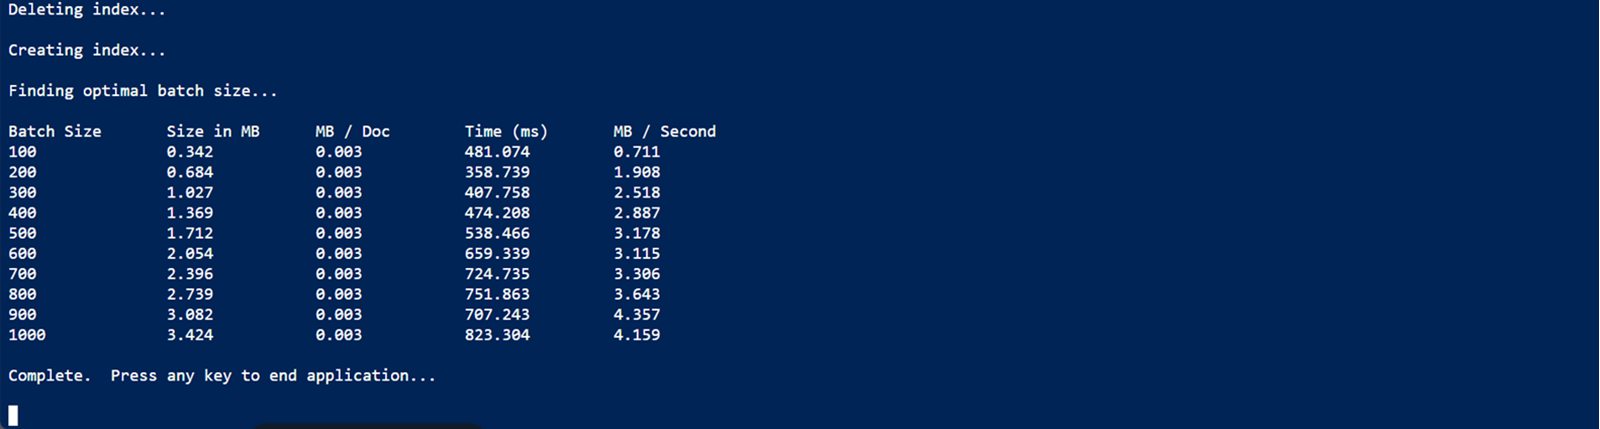 Deleting index...
Creating index...
Finding optimal batch size...
Batch Size Size in MB MB / Doc Time (ms) MB / Second
100 0.342 0.003 481.074 0.711
200 0.684 0.003 358.739 1.908
300 1.027 0.003 407.758 2.518
400 1.369 0.003 474.208 2.887
500 1.712 0.003 538.466 3.178
600 2.054 0.003 659.339 3.115
700 2.396 0.003 724.735 3.306
800 2.739 0.003 751.863 3.643
900 3.082 0.003 707.243 4.357
1000 3.424 0.003 823.304 4.159
Complete.  Press any key to end application...